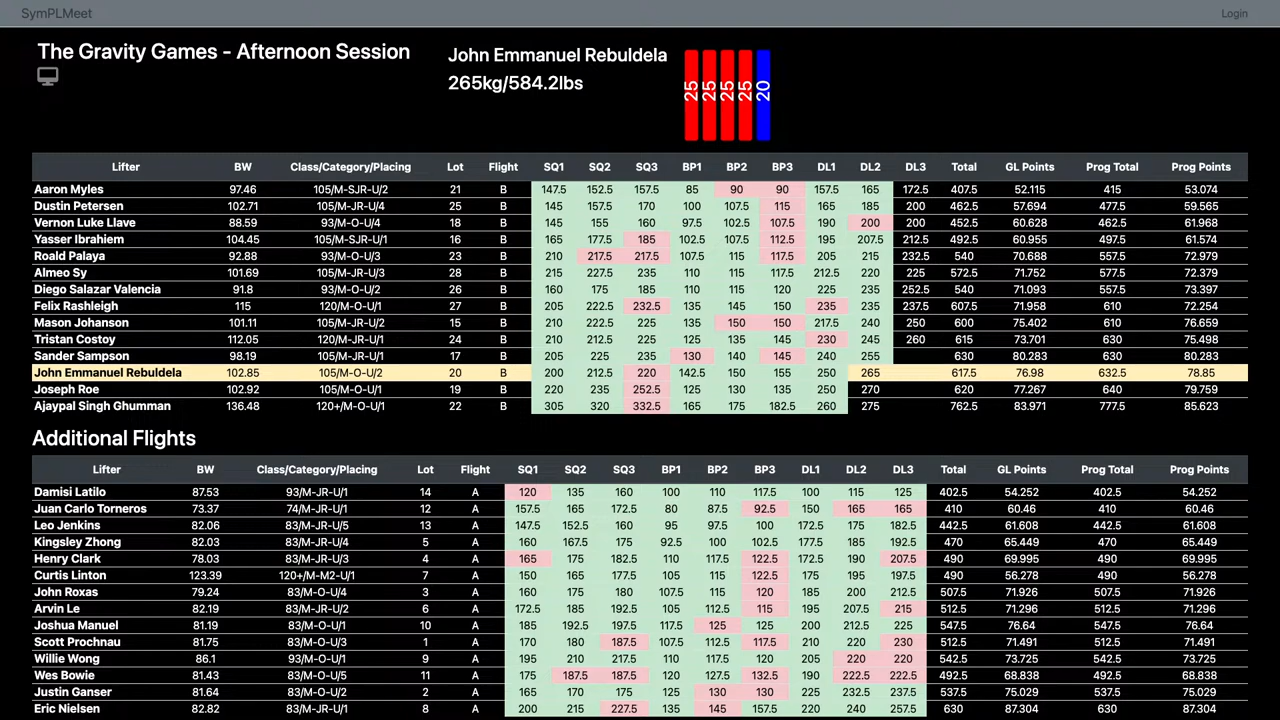 SymPLMeet Login
The Gravity Games - Afternoon Session
John Emmanuel Rebuldela
265kg/584.2lbs
25 25 25 25 20
Lifter BW Class/Category/Placing Lot Flight SQ1 SQ2 SQ3 BP1 BP2 BP3 DL1 DL2 DL3 Total GL Points Prog Total Prog Points
Aaron Myles 97.46 105/M-SJR-U/2 21 B 147.5 152.5 157.5 85 90 90 157.5 165 172.5 407.5 52.115 415 53.074
Dustin Petersen 102.71 105/M-JR-U/4 25 B 145 157.5 170 100 107.5 115 165 185 200 462.5 57.694 477.5 59.565
Vernon Luke Llave 88.59 93/M-O-U/4 18 B 145 155 160 97.5 102.5 107.5 190 200 200 452.5 60.628 462.5 61.968
Yasser Ibrahiem 104.45 105/M-SJR-U/1 16 B 165 177.5 185 102.5 107.5 112.5 195 207.5 212.5 492.5 60.955 497.5 61.574
Roald Palaya 92.88 93/M-O-U/3 23 B 210 217.5 217.5 107.5 115 117.5 205 215 232.5 540 70.688 557.5 72.979
Almeo Sy 101.69 105/M-JR-U/3 28 B 215 227.5 235 110 115 117.5 212.5 220 225 572.5 71.752 577.5 72.379
Diego Salazar Valencia 91.8 93/M-O-U/2 26 B 160 175 185 110 115 120 225 235 252.5 540 71.093 557.5 73.397
Felix Rashleigh 115 120/M-O-U/1 27 B 205 222.5 232.5 135 145 150 235 235 237.5 607.5 71.958 610 72.254
Mason Johanson 101.11 105/M-JR-U/2 15 B 210 222.5 225 135 150 150 217.5 240 250 600 75.402 610 76.659
Tristan Costoy 112.05 120/M-JR-U/1 24 B 210 212.5 225 125 135 145 230 245 260 615 73.701 630 75.498
Sander Sampson 98.19 105/M-JR-U/1 17 B 205 225 235 130 140 145 240 255 630 80.283 630 80.283
John Emmanuel Rebuldela 102.85 105/M-O-U/2 20 B 200 212.5 220 142.5 150 155 250 265 617.5 76.98 632.5 78.85
Joseph Roe 102.92 105/M-O-U/1 19 B 220 235 252.5 125 130 135 250 270 620 77.267 640 79.759
Ajaypal Singh Ghumman 136.48 120+/M-O-U/1 22 B 305 320 332.5 165 175 182.5 260 275 762.5 83.971 777.5 85.623
Additional Flights
Lifter BW Class/Category/Placing Lot Flight SQ1 SQ2 SQ3 BP1 BP2 BP3 DL1 DL2 DL3 Total GL Points Prog Total Prog Points
Damisi Latilo 87.53 93/M-JR-U/1 14 A 120 135 160 100 110 117.5 100 115 125 402.5 54.252 402.5 54.252
Juan Carlo Torneros 73.37 74/M-JR-U/1 12 A 157.5 165 172.5 80 87.5 92.5 150 165 165 410 60.46 410 60.46
Leo Jenkins 82.06 83/M-JR-U/5 13 A 147.5 152.5 160 95 97.5 100 172.5 175 182.5 442.5 61.608 442.5 61.608
Kingsley Zhong 82.03 83/M-JR-U/4 5 A 160 167.5 175 92.5 100 102.5 177.5 185 192.5 470 65.449 470 65.449
Henry Clark 78.03 83/M-JR-U/3 4 A 165 175 182.5 110 117.5 122.5 172.5 190 207.5 490 69.995 490 69.995
Curtis Linton 123.39 120+/M-M2-U/1 7 A 150 165 177.5 105 115 122.5 175 195 197.5 490 56.278 490 56.278
John Roxas 79.24 83/M-O-U/4 3 A 160 175 180 107.5 115 120 185 200 212.5 507.5 71.926 507.5 71.926
Arvin Le 82.19 83/M-JR-U/2 6 A 172.5 185 192.5 105 112.5 115 195 207.5 215 512.5 71.296 512.5 71.296
Joshua Manuel 81.19 83/M-O-U/1 10 A 185 192.5 197.5 117.5 125 125 200 212.5 225 547.5 76.64 547.5 76.64
Scott Prochnau 81.75 83/M-O-U/3 1 A 170 180 187.5 107.5 112.5 117.5 210 220 230 512.5 71.491 512.5 71.491
Willie Wong 86.1 93/M-O-U/1 9 A 195 210 217.5 110 117.5 120 205 220 220 542.5 73.725 542.5 73.725
Wes Bowie 81.43 83/M-O-U/5 11 A 175 187.5 187.5 120 127.5 132.5 190 222.5 222.5 492.5 68.838 492.5 68.838
Justin Ganser 81.64 83/M-O-U/2 2 A 165 170 175 125 130 130 225 232.5 237.5 537.5 75.029 537.5 75.029
Eric Nielsen 82.82 83/M-JR-U/1 8 A 200 215 227.5 135 145 157.5 220 240 257.5 630 87.304 630 87.304